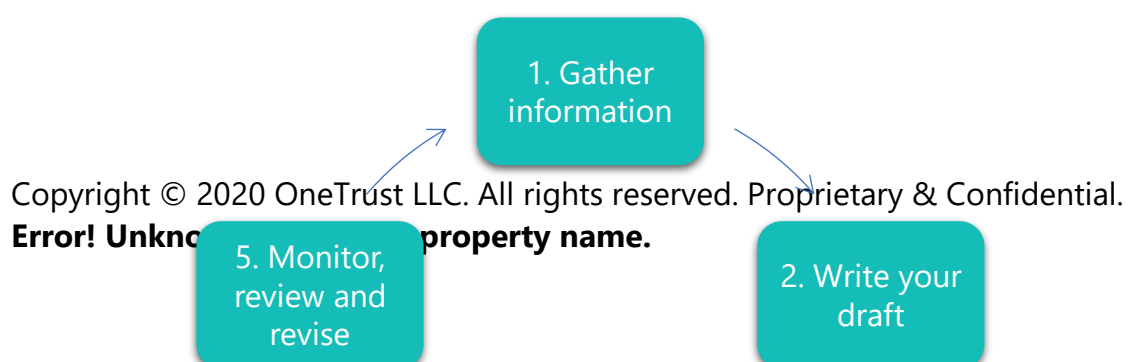 1. Gather
information
Copyright © 2020 OneTrust LLC. All rights reserved. Proprietary & Confidential.
Error! property name.
5. Monitor,
review and
revise
2. Write your
draft